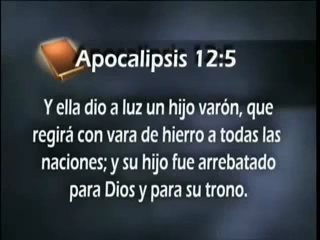 Apocalipsis 12:5
Y ella dio a luz un hijo varón, que
regirá con vara de hierro a todas las
naciones; y su hijo fue arrebatado
para Dios y para su trono.